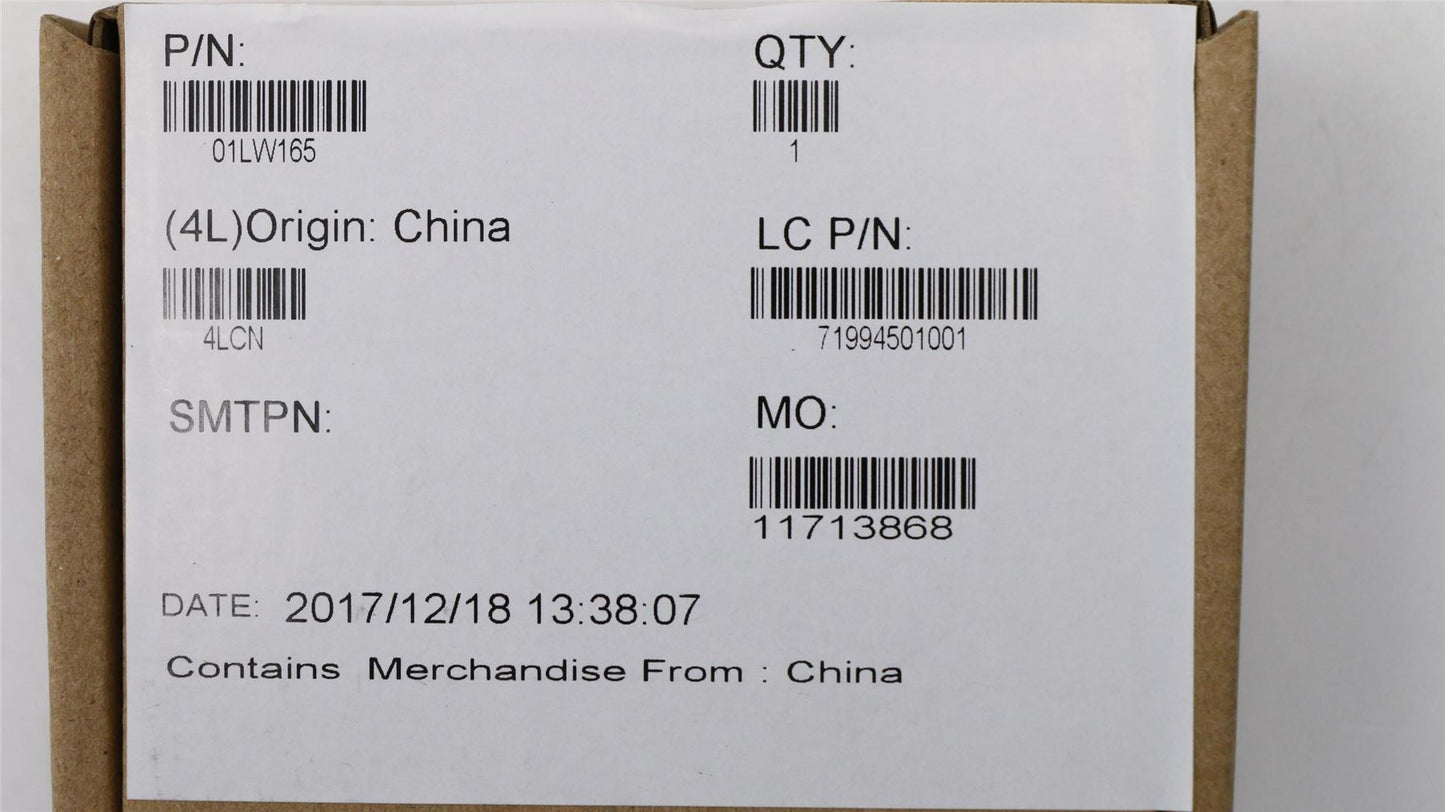 P/N:
QTY:
01LW165
1
(4L)Origin: China
LC P/N:
4LCN
71994501001
SMTPN:
MO:
11713868
DATE: 2017/12/18 13:38:07
Contains Merchandise From : China